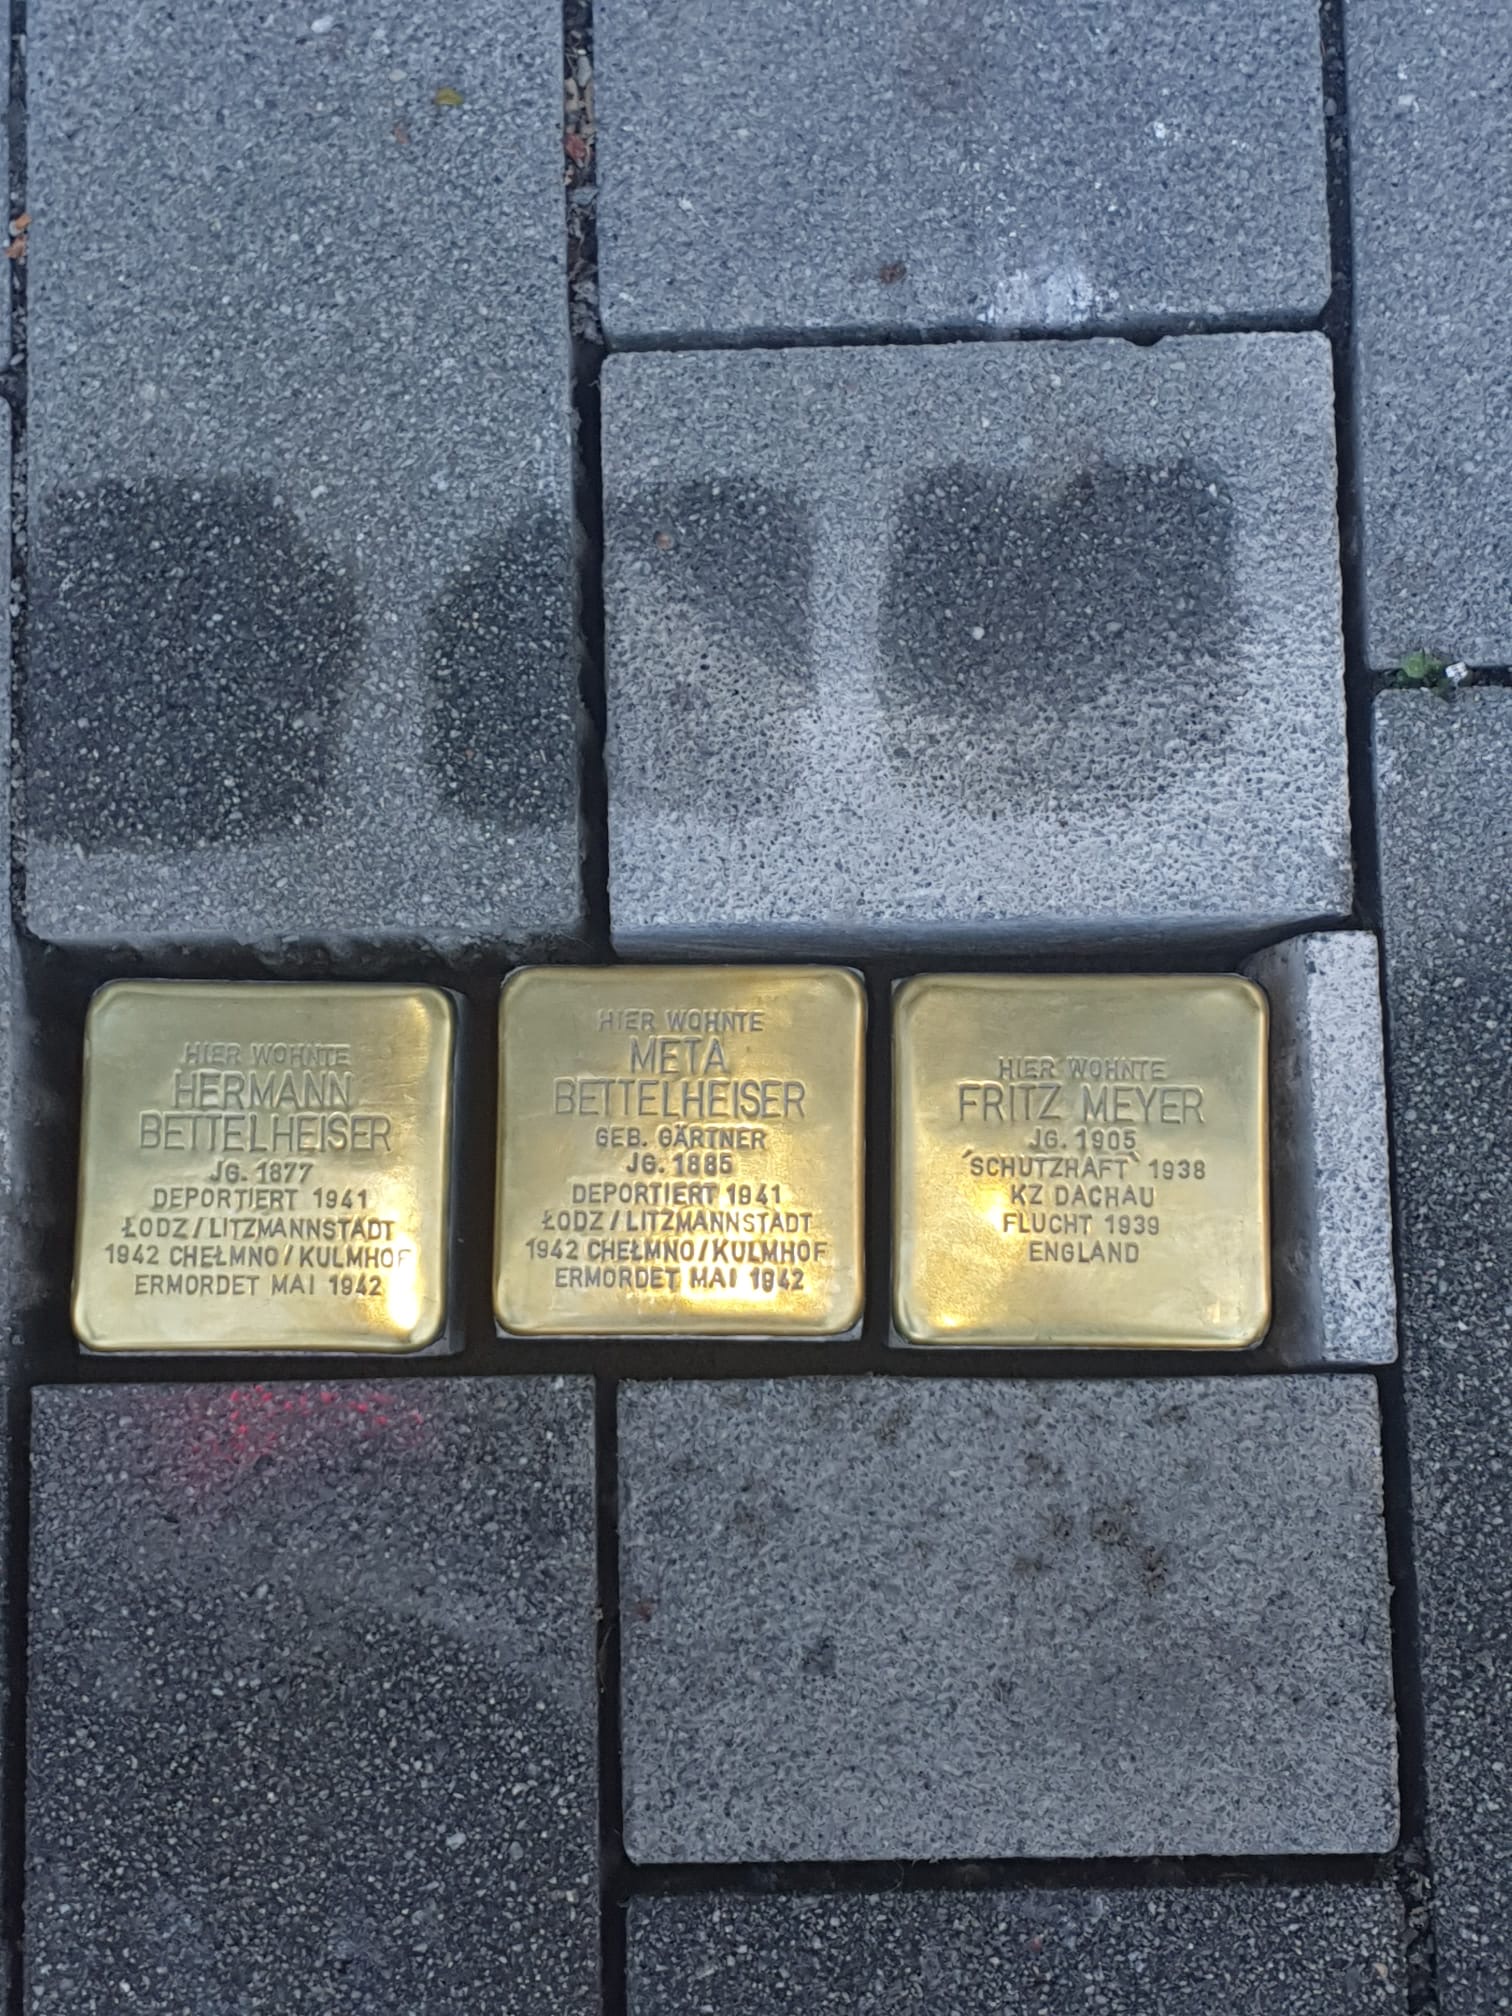 HIER WOHNTE
HERMANN
BETTELHEISER
JG. 1877
DEPORTIERT 1941
ŁODZ / LITZMANNSTADT
1942 CHEŁMNO / KULMHOF
ERMORDET MAI 1942
HIER WOHNTE
META
BETTELHEISER
GEB. GÄRTNER
JG. 1885
DEPORTIERT 1941
ŁODZ / LITZMANNSTADT
1942 CHEŁMNO / KULMHOF
ERMORDET MAI 1942
HIER WOHNTE
FRITZ MEYER
JG. 1905
´SCHUTZHAFT` 1938
KZ DACHAU
FLUCHT 1939
ENGLAND